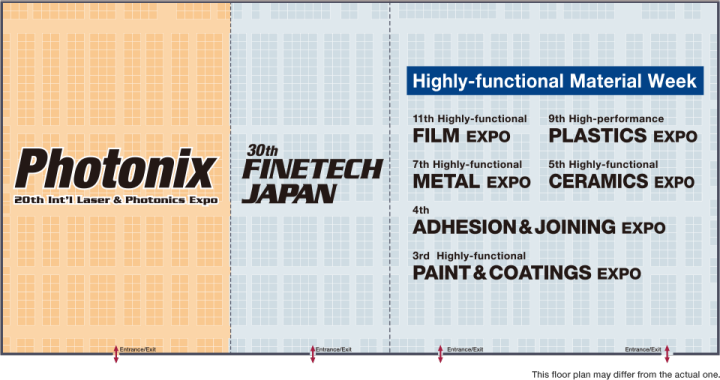 Photonix
20th Int'l Laser & Photonics Expo
30th
FINETECH
JAPAN
Highly-functional Material Week
11th Highly-functional
FILM EXPO
9th High-performance
PLASTICS EXPO
7th Highly-functional
METAL EXPO
5th Highly-functional
CERAMICS EXPO
4th
ADHESION & JOINING EXPO
3rd Highly-functional
PAINT & COATINGS EXPO
Entrance/Exit
Entrance/Exit
Entrance/Exit
Entrance/Exit
This floor plan may differ from the actual one.